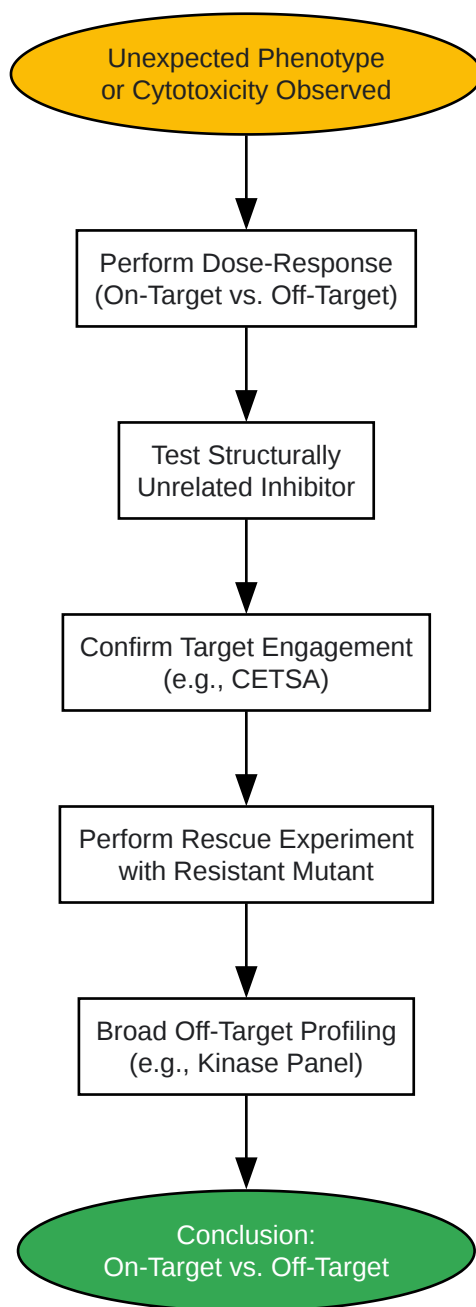 Unexpected Phenotype
or Cytotoxicity Observed
Perform Dose-Response
(On-Target vs. Off-Target)
Test Structurally
Unrelated Inhibitor
Confirm Target Engagement
(e.g., CETSA)
Perform Rescue Experiment
with Resistant Mutant
Broad Off-Target Profiling
(e.g., Kinase Panel)
Conclusion:
On-Target vs. Off-Target